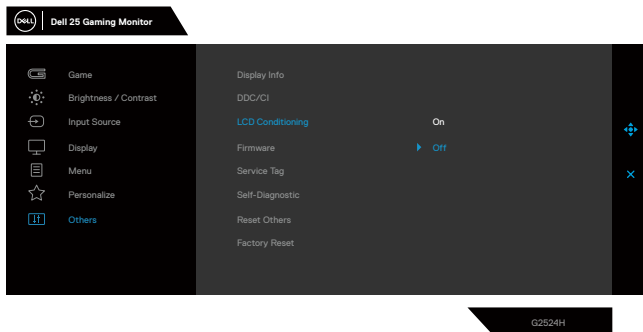 DELL Dell 25 Gaming Monitor
Game
Brightness / Contrast
Input Source
Display
Menu
Personalize
Others
Display Info
DDC/CI
LCD Conditioning On
Firmware Off
Service Tag
Self-Diagnostic
Reset Others
Factory Reset
G2524H